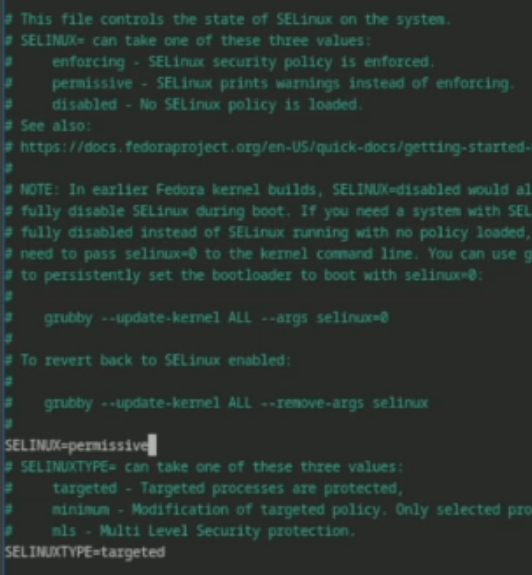 # This file controls the state of SELinux on the system.
# SELINUX= can take one of these three values:
#     enforcing - SELinux security policy is enforced.
#     permissive - SELinux prints warnings instead of enforcing.
#     disabled - No SELinux policy is loaded.
# See also:
# https://docs.fedoraproject.org/en-US/quick-docs/getting-started-
#
# NOTE: In earlier Fedora kernel builds, SELINUX=disabled would al
# fully disable SELinux during boot. If you need a system with SEL
# fully disabled instead of SELinux running with no policy loaded,
# need to pass selinux=0 to the kernel command line. You can use g
# to persistently set the bootloader to boot with selinux=0:
#
#    grubby --update-kernel ALL --args selinux=0
#
# To revert back to SELinux enabled:
#
#    grubby --update-kernel ALL --remove-args selinux
#
SELINUX=permissive
# SELINUXTYPE= can take one of these three values:
#     targeted - Targeted processes are protected,
#     minimum - Modification of targeted policy. Only selected pro
#     mls - Multi Level Security protection.
SELINUXTYPE=targeted